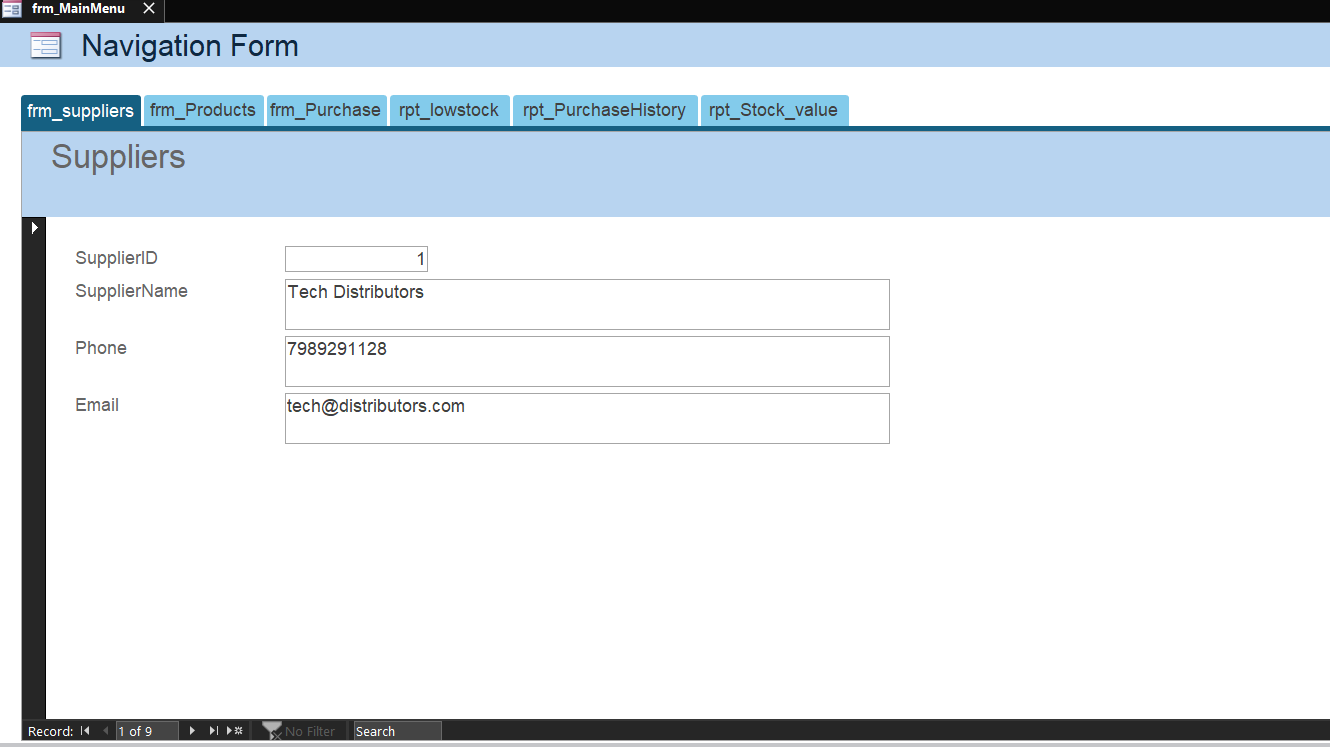 frm_MainMenu
Navigation Form
frm_suppliers frm_Products frm_Purchase rpt_lowstock rpt_PurchaseHistory rpt_Stock_value
Suppliers
SupplierID 1
SupplierName Tech Distributors
Phone 7989291128
Email tech@distributors.com
Record: 1 of 9 No Filter Search